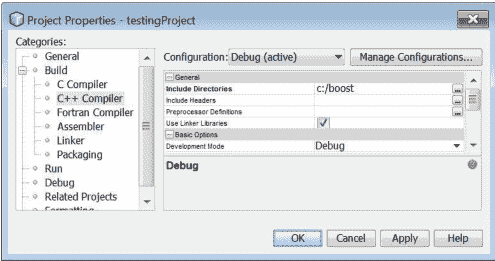 Project Properties - testingProject
Categories:
General
Build
C Compiler
C++ Compiler
Fortran Compiler
Assembler
Linker
Packaging
Run
Debug
Related Projects
Formatting
Configuration: Debug (active)
Manage Configurations...
General
Include Directories c:/boost
Include Headers
Preprocessor Definitions
Use Linker Libraries
Basic Options
Development Mode Debug
Debug
OK
Cancel
Apply
Help